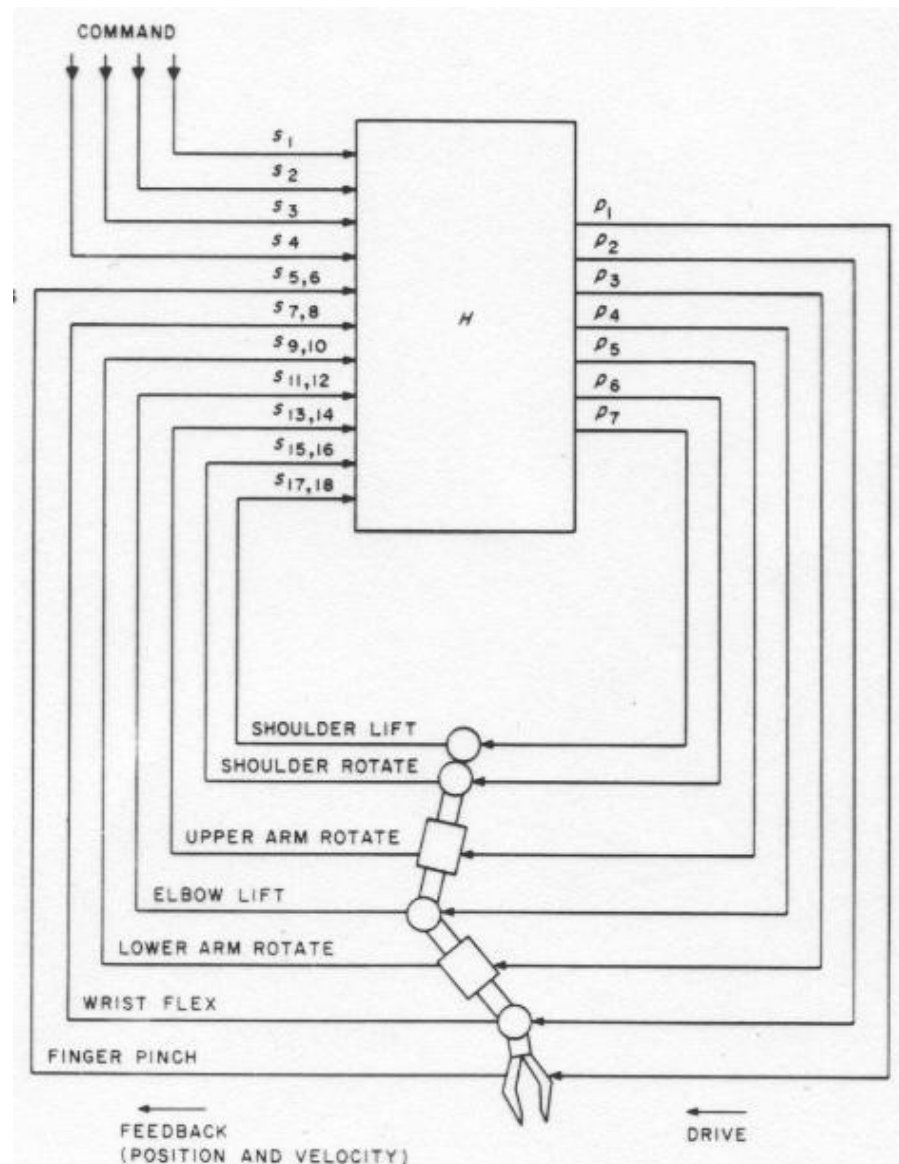 COMMAND
s1
s2
s3
s4
s5,6
s7,8
s9,10
s11,12
s13,14
s15,16
s17,18
H
p1
p2
p3
p4
p5
p6
p7
SHOULDER LIFT
SHOULDER ROTATE
UPPER ARM ROTATE
ELBOW LIFT
LOWER ARM ROTATE
WRIST FLEX
FINGER PINCH
FEEDBACK
(POSITION AND VELOCITY)
DRIVE